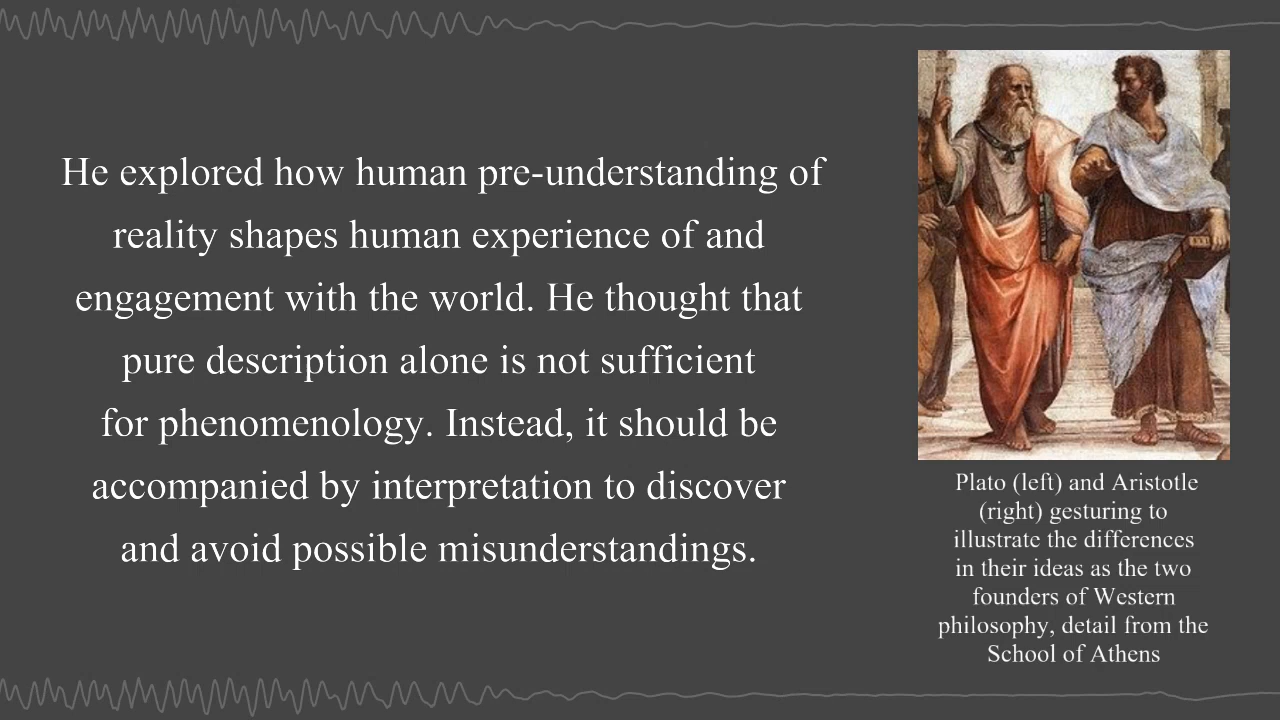 He explored how human pre-understanding of
reality shapes human experience of and
engagement with the world. He thought that
pure description alone is not sufficient
for phenomenology. Instead, it should be
accompanied by interpretation to discover
and avoid possible misunderstandings.
Plato (left) and Aristotle
(right) gesturing to
illustrate the differences
in their ideas as the two
founders of Western
philosophy, detail from the
School of Athens